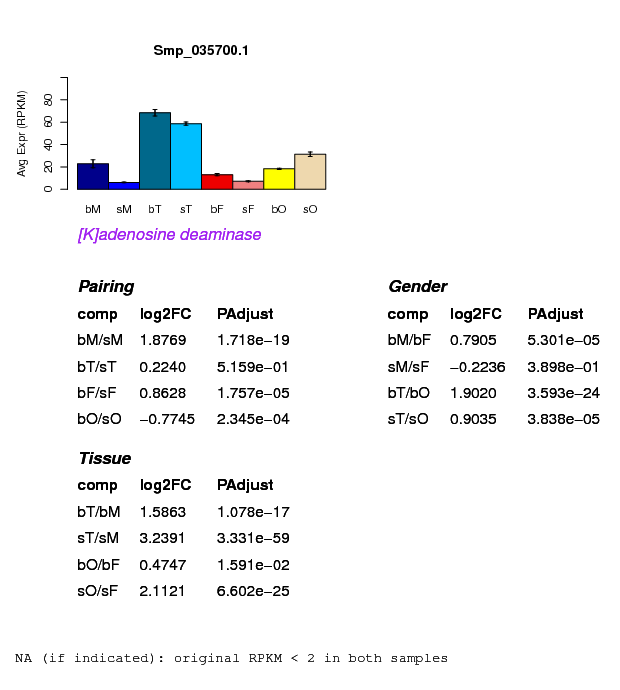 Smp_035700.1
Avg Expr (RPKM)
0 20 40 60 80
bM sM bT sT bF sF bO sO
[K]adenosine deaminase
Pairing
comp log2FC PAdjust
bM/sM 1.8769 1.718e−19
bT/sT 0.2240 5.159e−01
bF/sF 0.8628 1.757e−05
bO/sO −0.7745 2.345e−04
Gender
comp log2FC PAdjust
bM/bF 0.7905 5.301e−05
sM/sF −0.2236 3.898e−01
bT/bO 1.9020 3.593e−24
sT/sO 0.9035 3.838e−05
Tissue
comp log2FC PAdjust
bT/bM 1.5863 1.078e−17
sT/sM 3.2391 3.331e−59
bO/bF 0.4747 1.591e−02
sO/sF 2.1121 6.602e−25
NA (if indicated): original RPKM < 2 in both samples